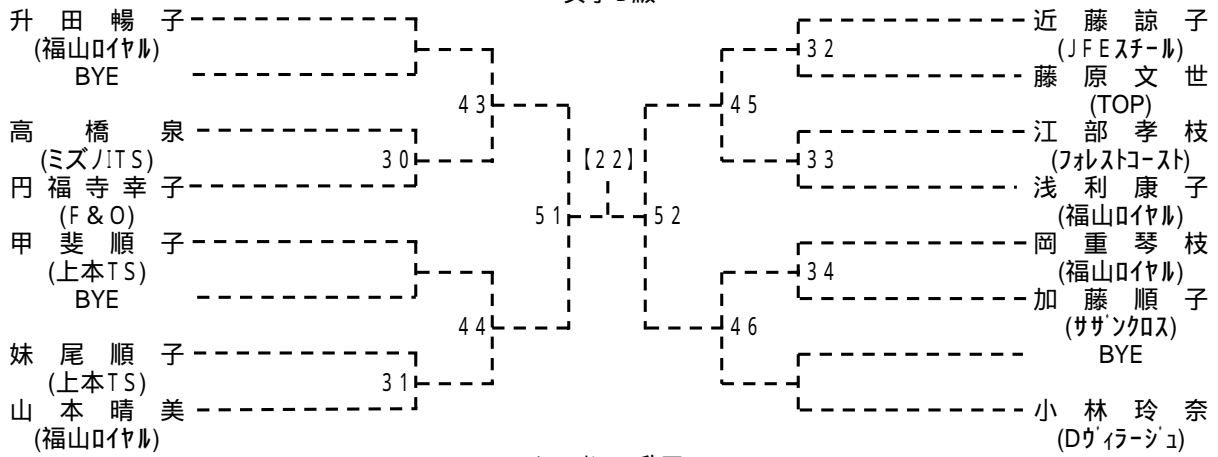 升田暢子
(福山ロイヤル)
BYE
43
高橋泉
(ミズノITS)
30
円福寺幸子
(F&O)
51
甲斐順子
(上本TS)
BYE
44
妹尾順子
(上本TS)
31
山本晴美
(福山ロイヤル)
【22】
近藤諒子
(JFEスチール)
32
藤原文世
(TOP)
45
江部孝枝
(フォレストコースト)
33
浅利康子
(福山ロイヤル)
52
岡重琴枝
(福山ロイヤル)
34
加藤順子
(サザンクロス)
46
BYE
小林玲奈
(Dヴィラージュ)